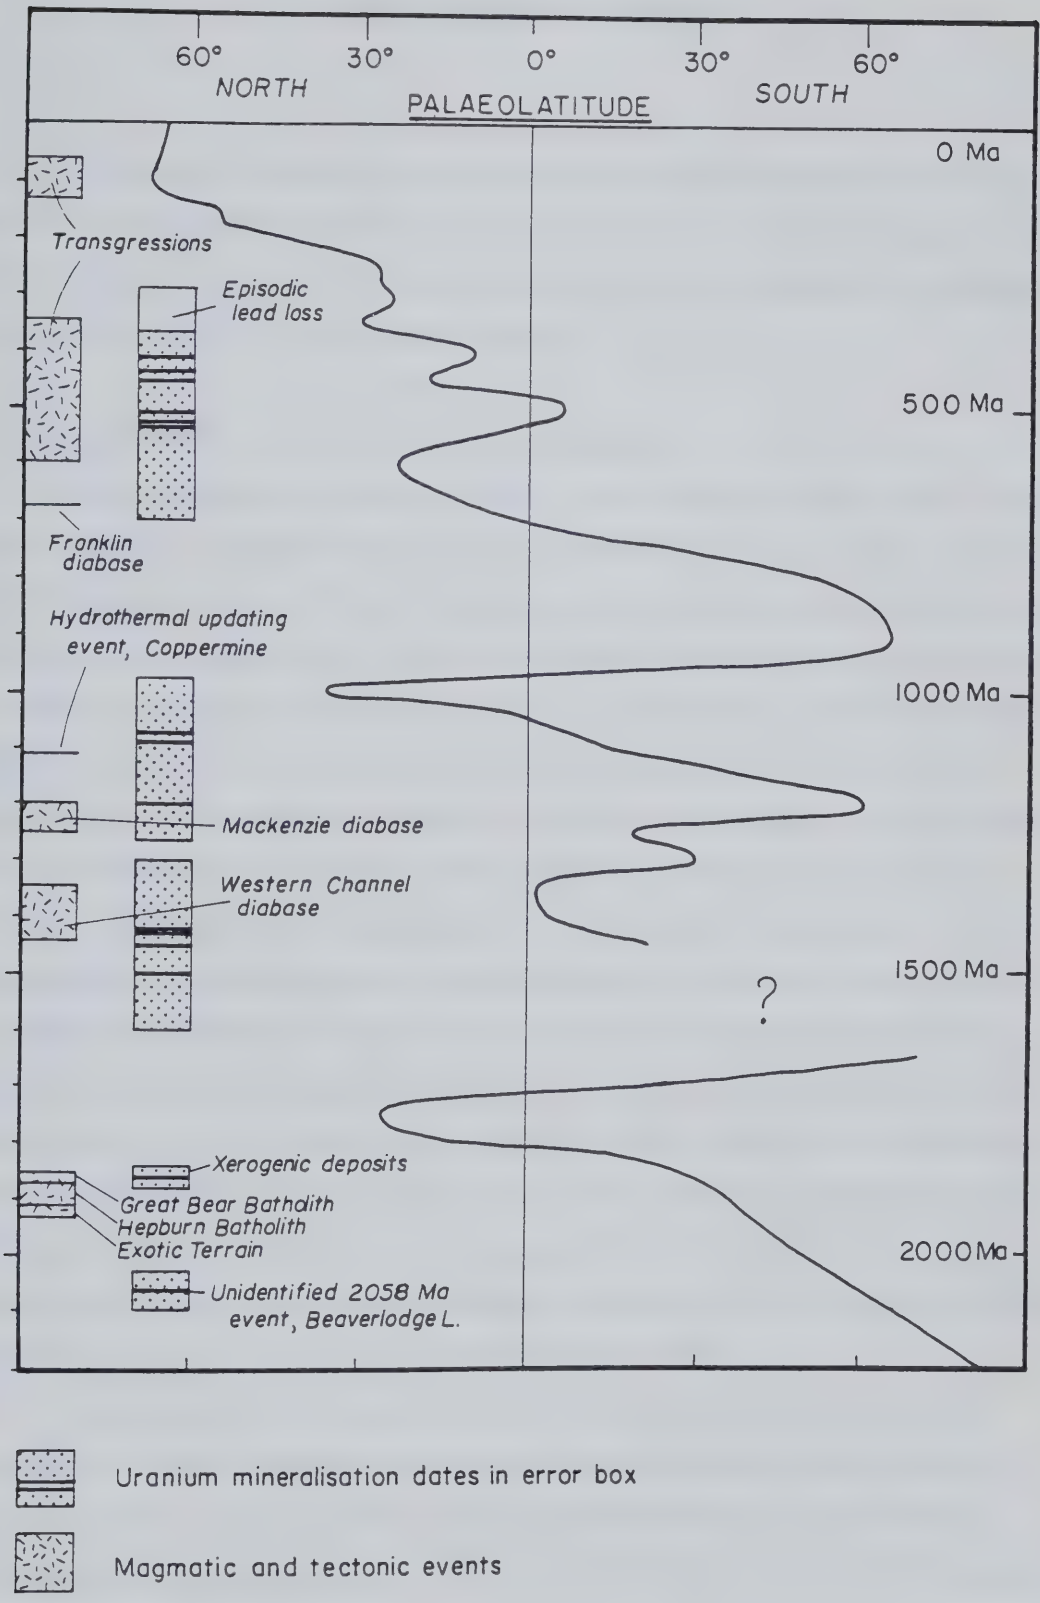 60° 30° 0° 30° 60°
NORTH SOUTH
PALAEOLATITUDE
0 Ma
Transgressions
Episodic
lead loss
500 Ma
Franklin
diabase
Hydrothermal updating
event, Coppermine
1000 Ma
Mackenzie diabase
Western Channel
diabase
1500 Ma
?
Xerogenic deposits
Great Bear Batholith
Hepburn Batholith
Exotic Terrain
2000 Ma
Unidentified 2058 Ma
event, Beaverlodge L.
Uranium mineralisation dates in error box
Magmatic and tectonic events